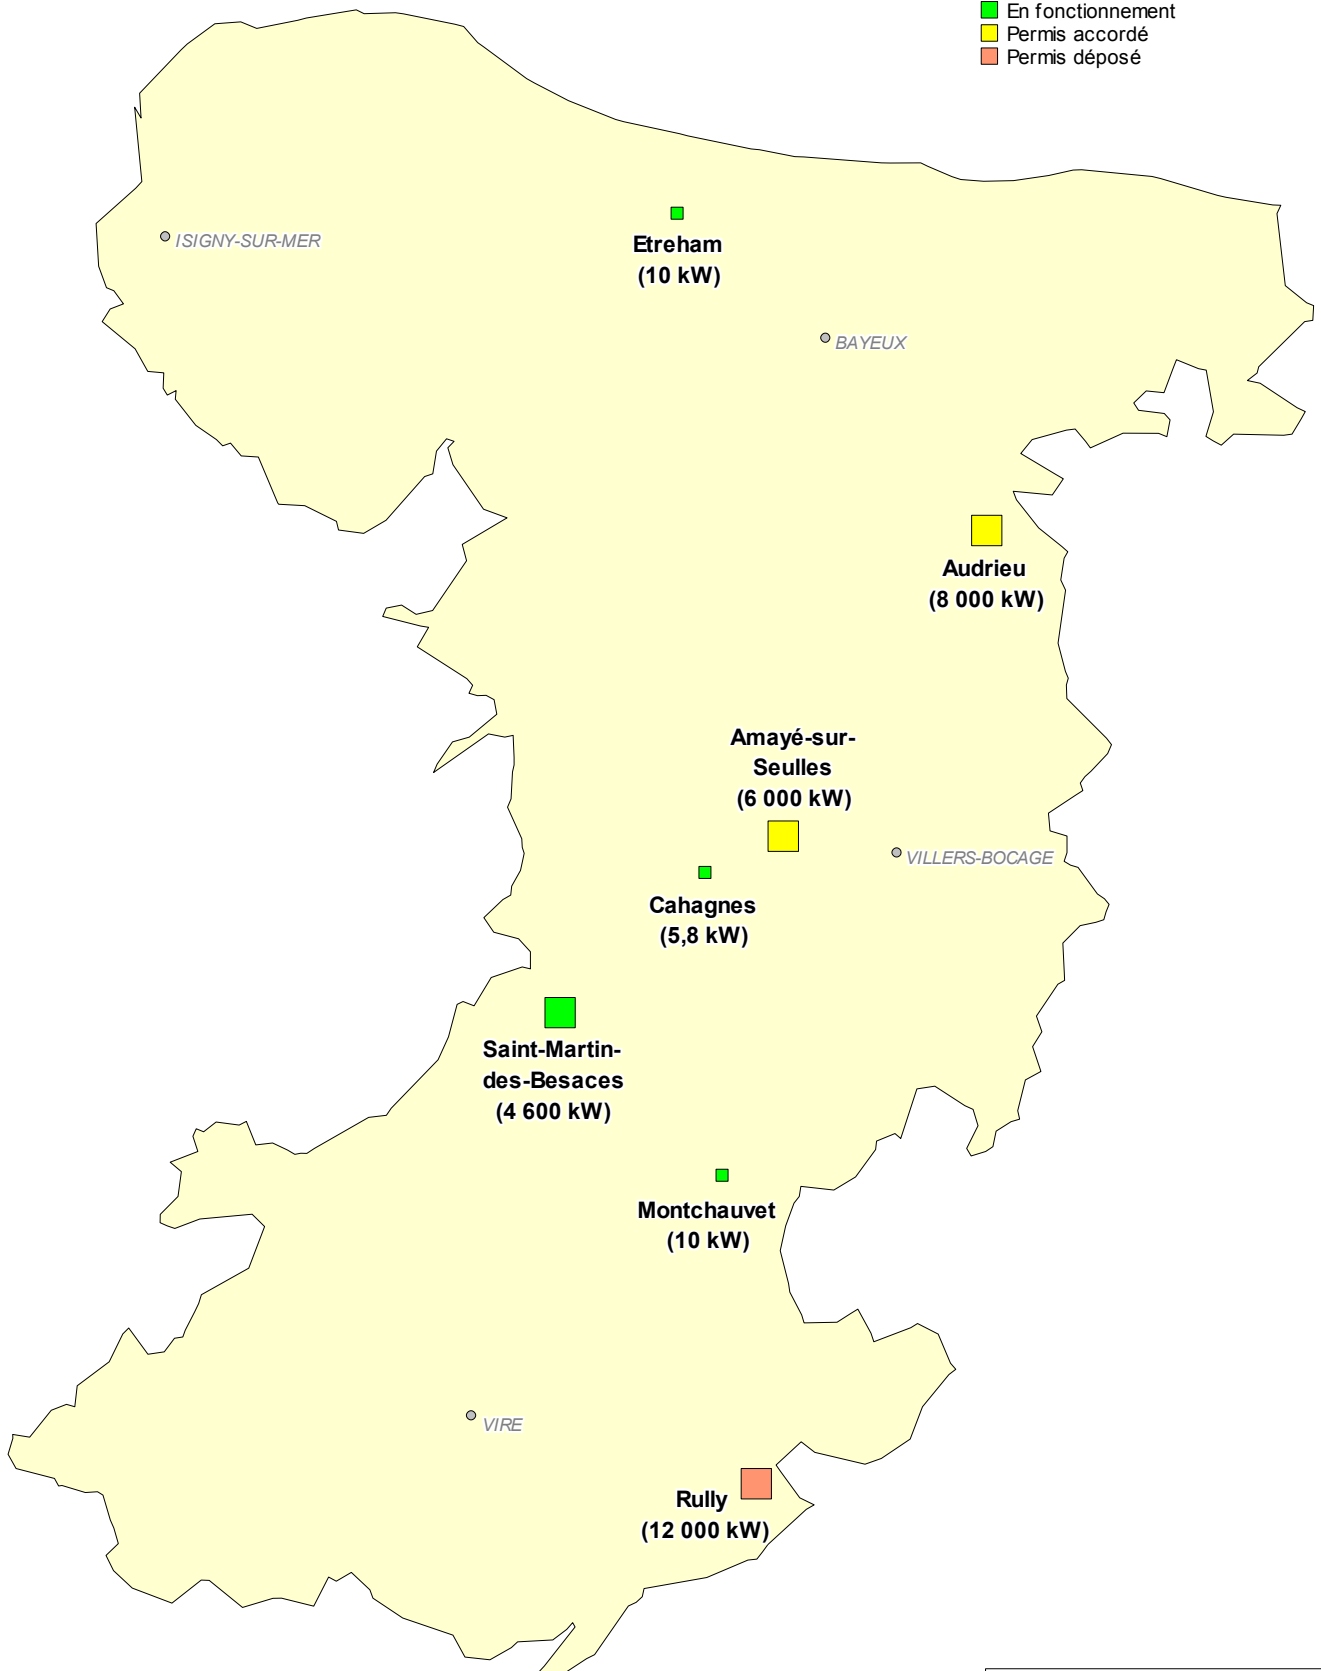 En fonctionnement
Permis accordé
Permis déposé
ISIGNY-SUR-MER
Etreham
(10 kW)
BAYEUX
Audrieu
(8 000 kW)
Amayé-sur-
Seulles
(6 000 kW)
VILLERS-BOCAGE
Cahagnes
(5,8 kW)
Saint-Martin-
des-Besaces
(4 600 kW)
Montchauvet
(10 kW)
VIRE
Rully
(12 000 kW)